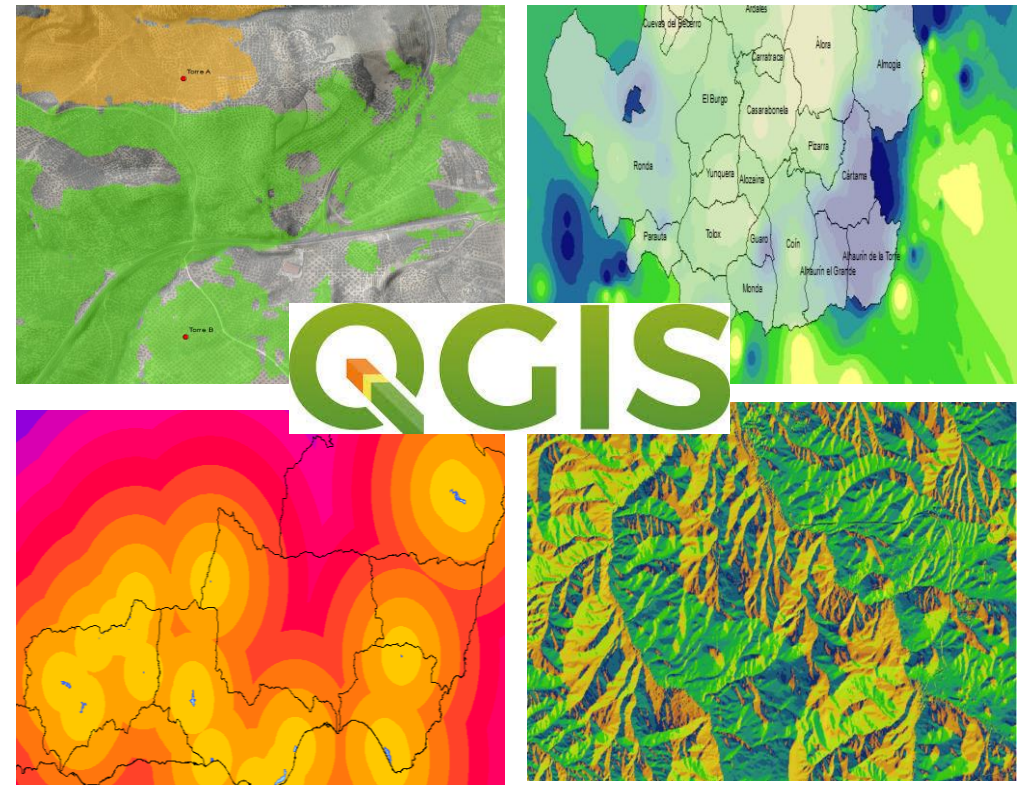 Torre A
Torre B
Cuevas del Becerro
Ardales
Álora
Carratraca
Almogía
El Burgo
Casarabonela
Pizarra
Ronda
Yunquera
Alozaina
Cártama
Parauta
Tolox
Guaro
Coín
Alhaurín de la Torre
Alhaurín el Grande
Monda
QGIS